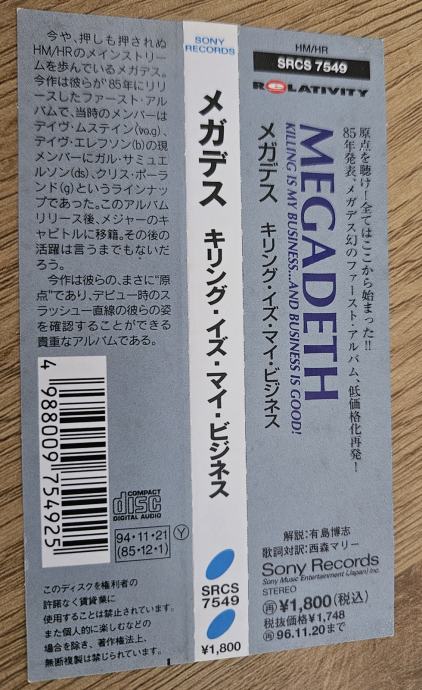 今や、押しも押されぬ
HM/HRのメインストリー
ムを歩んでいるメガデス。
今作は彼らが'85年にリリ
ースしたファースト・アル
バムで、当時のメンバーは
デイヴ・ムステイン(vo.g)、
デイヴ・エレフソン(b)の現
メンバーにガル・サミュエ
ルソン(ds)、クリス・ポー
ランド(g)というラインナッ
プであった。このアルバム
リリース後、メジャーのキ
ャピトルに移籍。その後の
活躍は言うまでもないだ
ろう。
今作は彼らの、まさに"原
点"であり、デビュー時のス
ラッシュ一直線の彼らの姿
を確認することができる
貴重なアルバムである。
4 988009 754925
COMPACT
disc
DIGITAL AUDIO
94・11・21
(85・12・1)
Y
このディスクを権利者の
許諾なく賃貸業に
使用することは禁止されています。
また個人的に楽しむなどの
場合を除き、著作権法上、
無断複製は禁じられています。
SONY
RECORDS
メガデス キリング・イズ・マイ・ビジネス
SRCS
7549
¥1,800
HM/HR
SRCS 7549
RELATIVITY
原点を聴け!全てはここから始まった!!
85年発表、メガデス幻のファースト・アルバム、低価格化再発!
MEGADETH
KILLING IS MY BUSINESS...AND BUSINESS IS GOOD!
メガデス キリング・イズ・マイ・ビジネス
解説:有島博志
歌詞対訳:西森マリー
Sony Records
Sony Music Entertainment (Japan) Inc.
STEREO
再¥1,800(税込)
税抜価格¥1,748
再96.11.20まで